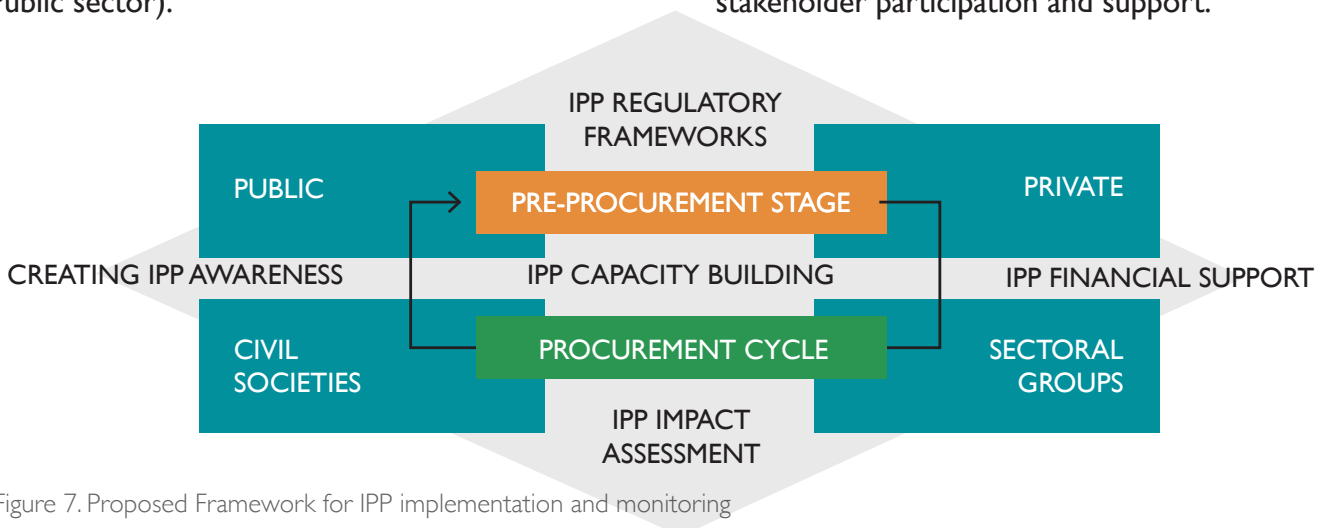 Public sector).
stakeholder participation and support.
IPP REGULATORY
FRAMEWORKS
PUBLIC
PRE-PROCUREMENT STAGE
PRIVATE
CREATING IPP AWARENESS
IPP CAPACITY BUILDING
IPP FINANCIAL SUPPORT
CIVIL
SOCIETIES
PROCUREMENT CYCLE
SECTORAL
GROUPS
IPP IMPACT
ASSESSMENT
Figure 7. Proposed Framework for IPP implementation and monitoring